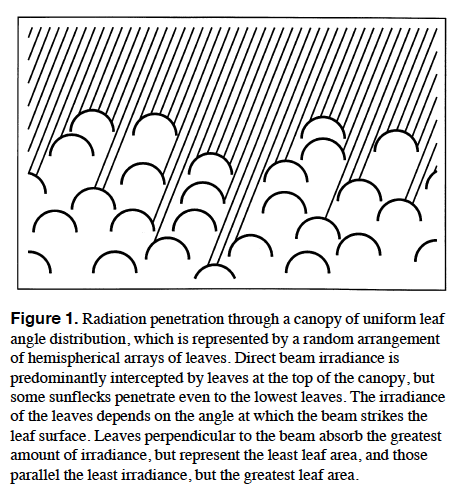 Figure 1. Radiation penetration through a canopy of uniform leaf
angle distribution, which is represented by a random arrangement
of hemispherical arrays of leaves. Direct beam irradiance is
predominantly intercepted by leaves at the top of the canopy, but
some sunflecks penetrate even to the lowest leaves. The irradiance
of the leaves depends on the angle at which the beam strikes the
leaf surface. Leaves perpendicular to the beam absorb the greatest
amount of irradiance, but represent the least leaf area, and those
parallel the least irradiance, but the greatest leaf area.